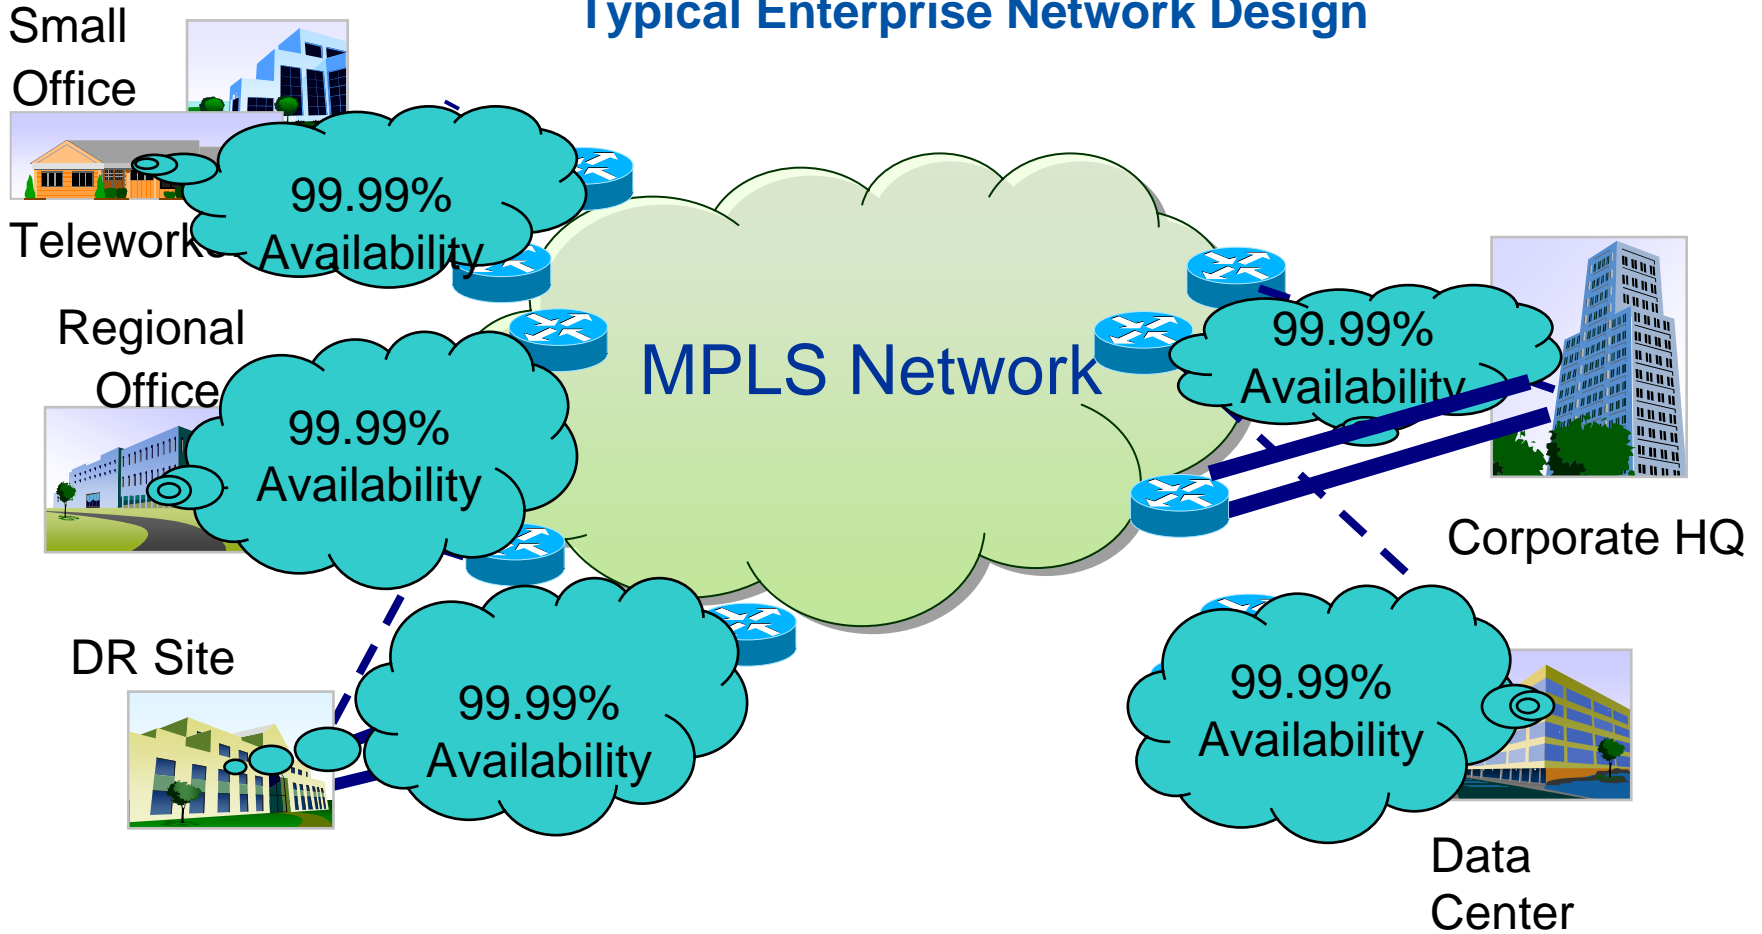 Typical Enterprise Network Design
Small
Office
99.99%
Availability
Regional
Office
99.99%
Availability
MPLS Network
99.99%
Availability
Corporate HQ
DR Site
99.99%
Availability
99.99%
Availability
Data
Center